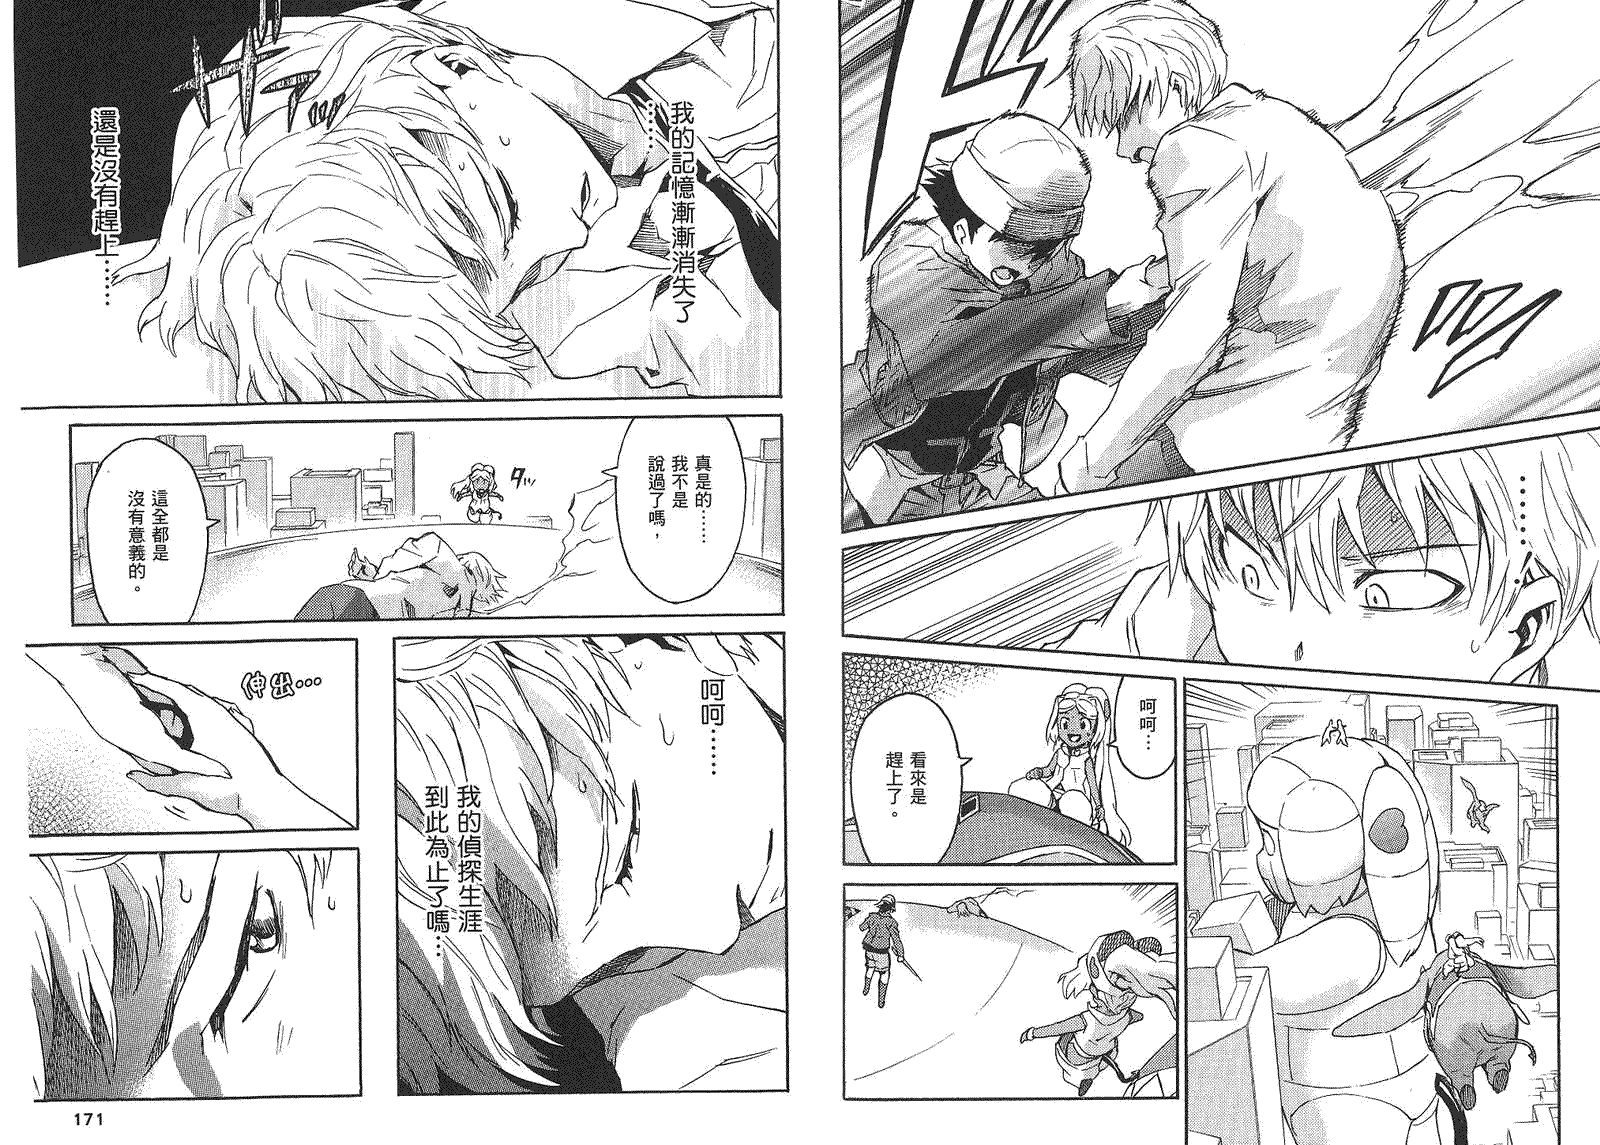 ……
呵呵…
看來是
趕上了。
我的記憶漸漸消失了
……
還是沒有趕上……
真是的……
我不是
說過了嗎，
這全都是
沒有意義的。
呵呵……
我的偵探生涯
到此為止了嗎…
伸出…
171